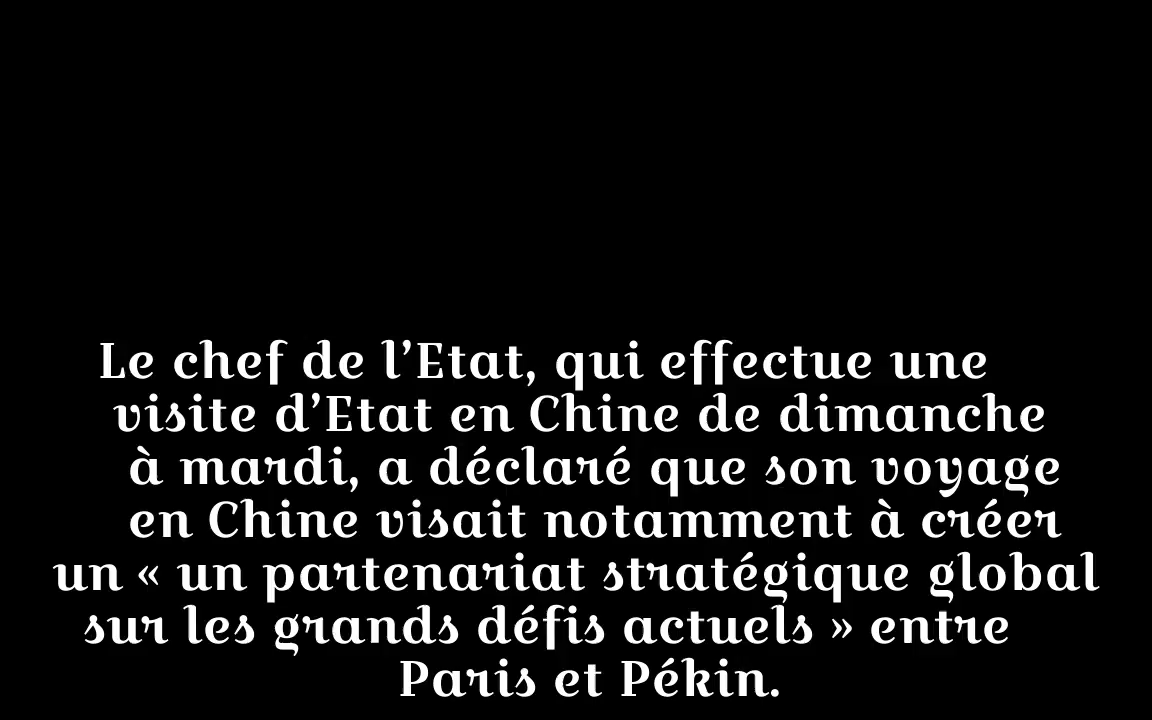 Le chef de l’Etat, qui effectue une
visite d’Etat en Chine de dimanche
à mardi, a déclaré que son voyage
en Chine visait notamment à créer
un « un partenariat stratégique global
sur les grands défis actuels » entre
Paris et Pékin.